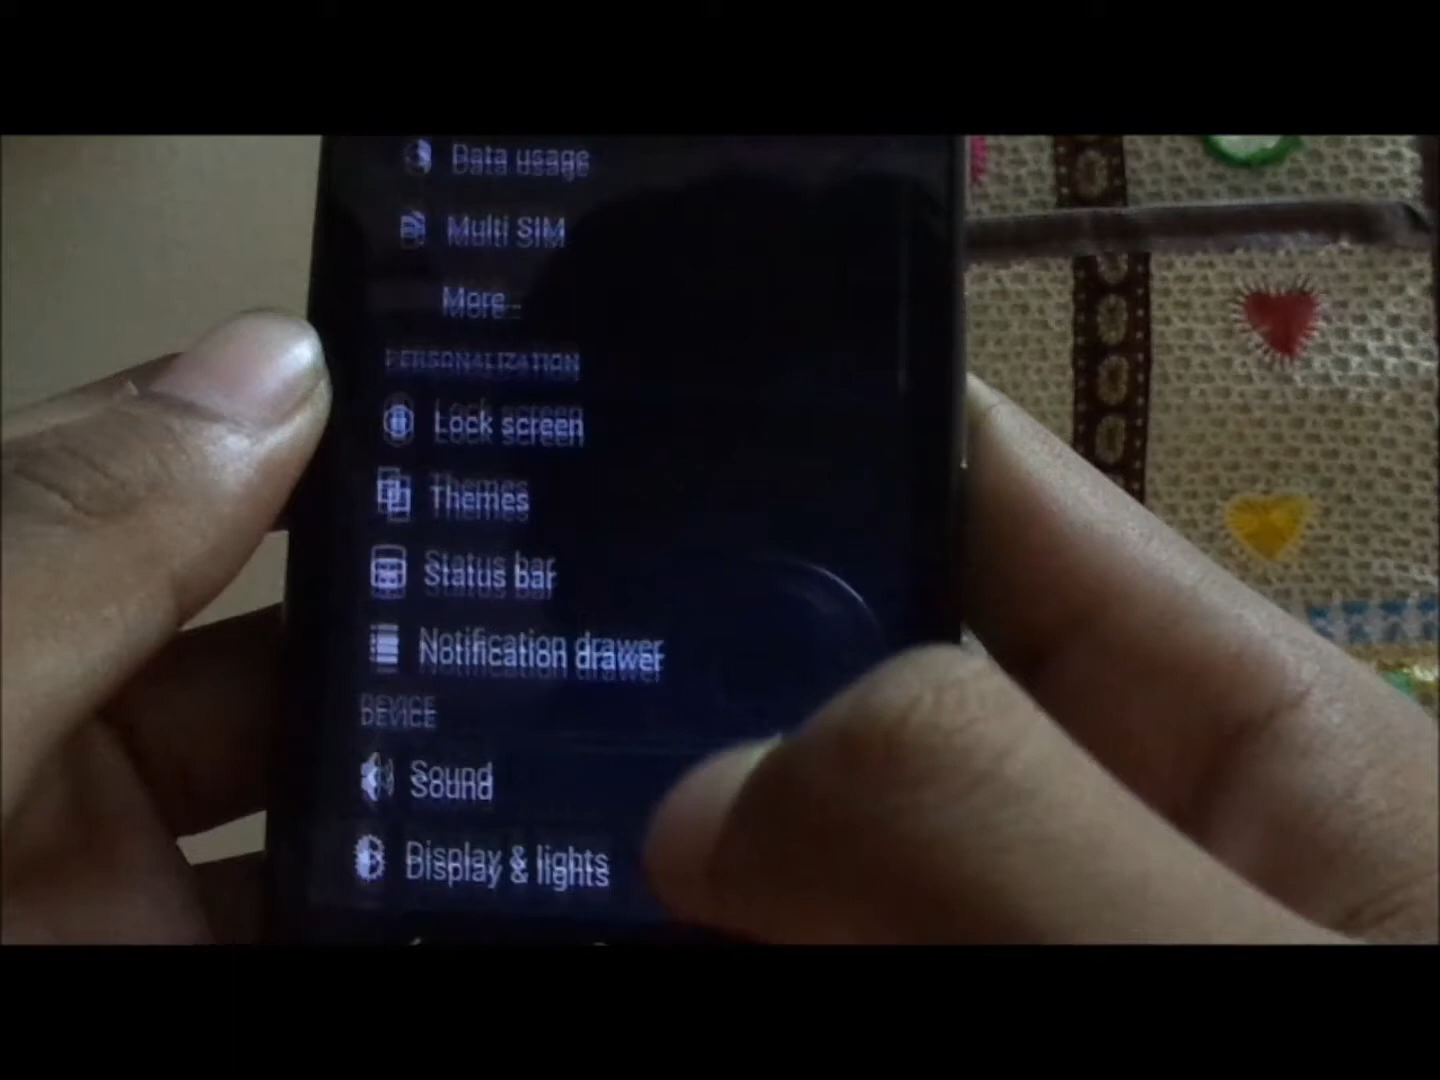 Data usage
Multi SIM
More...
PERSONALIZATION
Lock screen
Themes
Status bar
Notification drawer
DEVICE
Sound
Display & lights